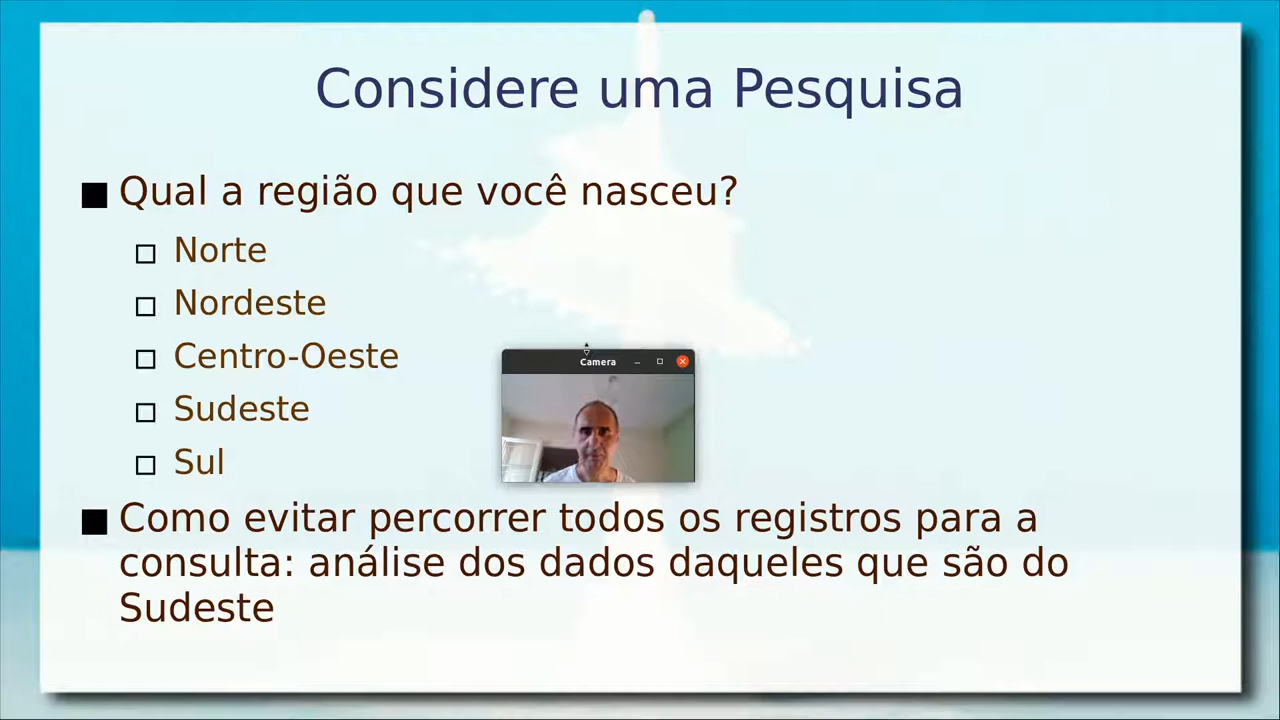 Considere uma Pesquisa
Qual a região que você nasceu?
Norte
Nordeste
Centro-Oeste
Camera
Sudeste
Sul
Como evitar percorrer todos os registros para a
consulta: análise dos dados daqueles que são do
Sudeste